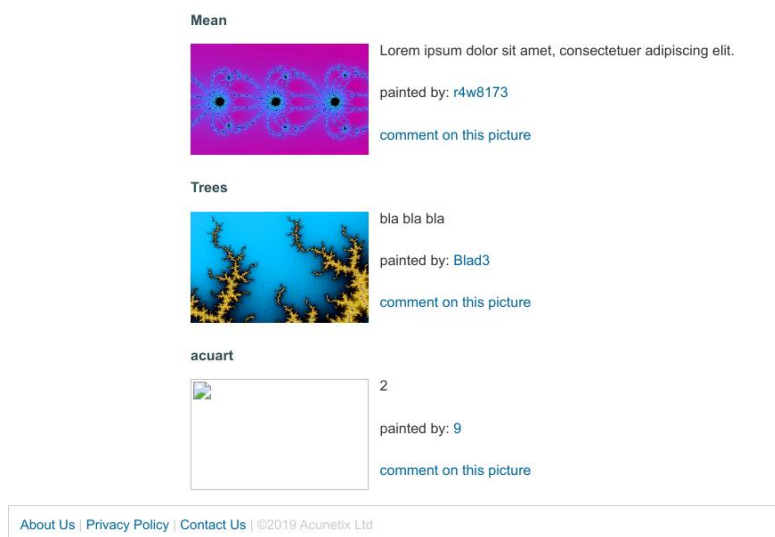 Mean
Lorem ipsum dolor sit amet, consectetuer adipiscing elit.
painted by: r4w8173
comment on this picture
Trees
bla bla bla
painted by: Blad3
comment on this picture
acuart
2
painted by: 9
comment on this picture
About Us | Privacy Policy | Contact Us | ©2019 Acunetix Ltd